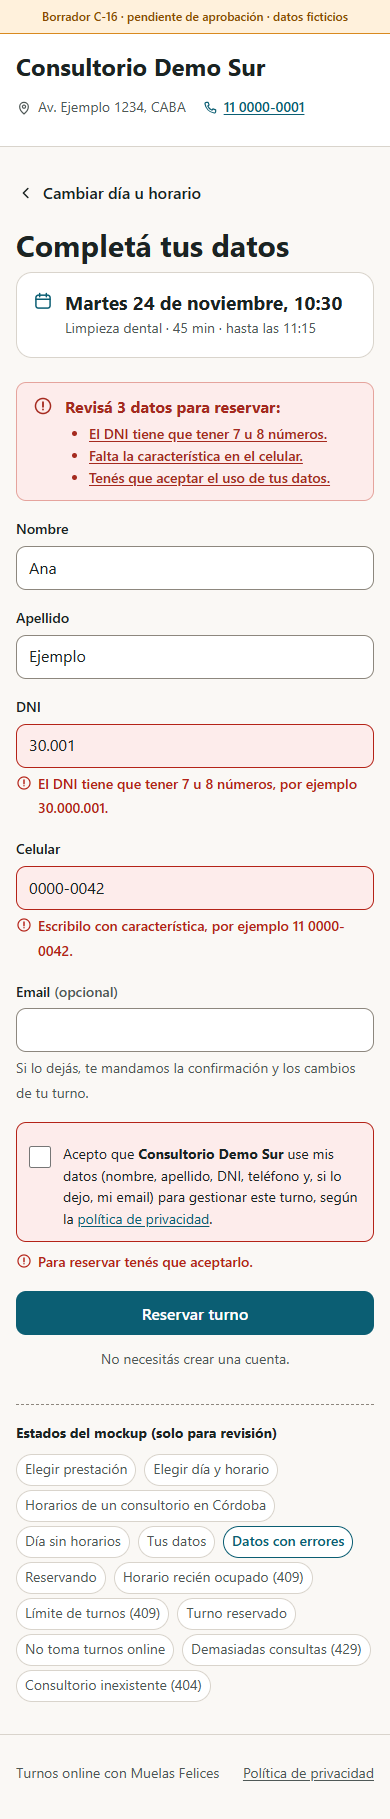 Borrador C-16 · pendiente de aprobación · datos ficticios
Consultorio Demo Sur
Av. Ejemplo 1234, CABA 11 0000-0001
Cambiar día u horario
Completá tus datos
Martes 24 de noviembre, 10:30
Limpieza dental · 45 min · hasta las 11:15
Revisá 3 datos para reservar:
• El DNI tiene que tener 7 u 8 números.
• Falta la característica en el celular.
• Tenés que aceptar el uso de tus datos.
Nombre
Ana
Apellido
Ejemplo
DNI
30.001
El DNI tiene que tener 7 u 8 números, por ejemplo
30.000.001.
Celular
0000-0042
Escribilo con característica, por ejemplo 11 0000-
0042.
Email (opcional)
Si lo dejás, te mandamos la confirmación y los cambios
de tu turno.
Acepto que Consultorio Demo Sur use mis
datos (nombre, apellido, DNI, teléfono y, si lo
dejo, mi email) para gestionar este turno, según
la política de privacidad.
Para reservar tenés que aceptarlo.
Reservar turno
No necesitás crear una cuenta.
Estados del mockup (solo para revisión)
Elegir prestación Elegir día y horario
Horarios de un consultorio en Córdoba
Día sin horarios Tus datos Datos con errores
Reservando Horario recién ocupado (409)
Límite de turnos (409) Turno reservado
No toma turnos online Demasiadas consultas (429)
Consultorio inexistente (404)
Turnos online con Muelas Felices Política de privacidad